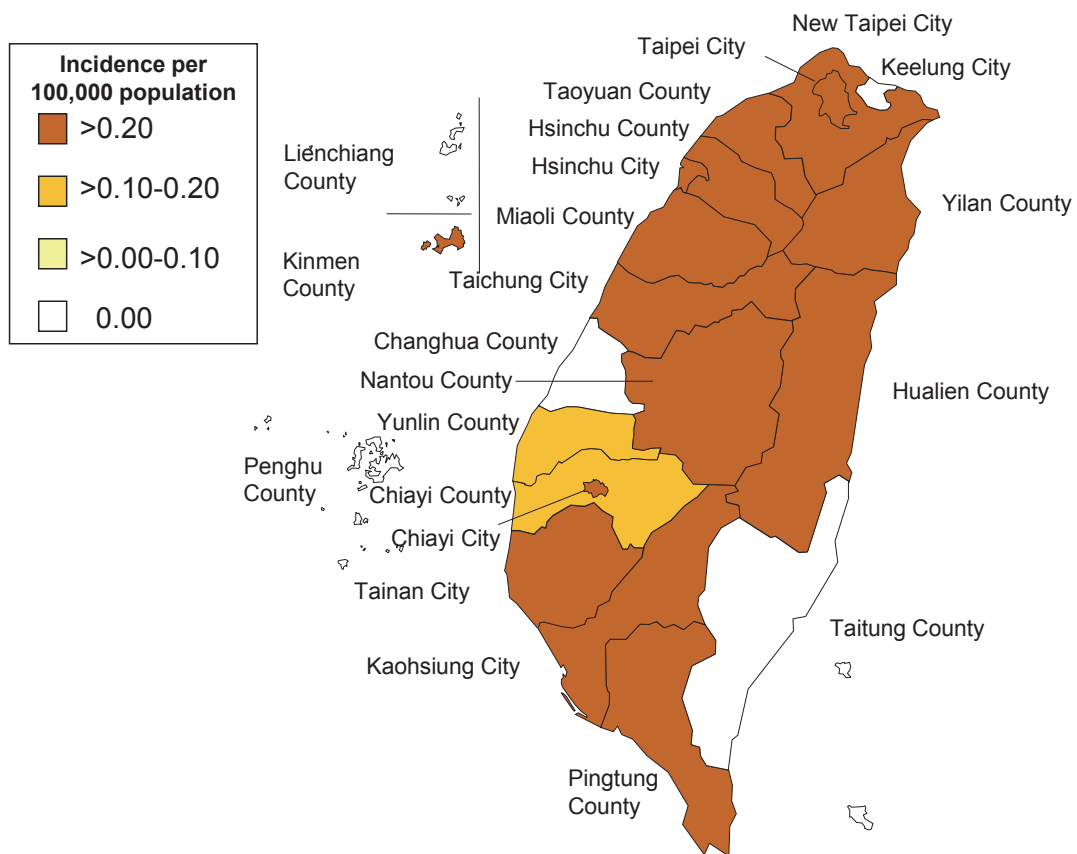 Incidence per
100,000 population
>0.20
>0.10-0.20
>0.00-0.10
0.00
New Taipei City
Taipei City
Keelung City
Taoyuan County
Hsinchu County
Hsinchu City
Lienchiang
County
Yilan County
Miaoli County
Kinmen
County
Taichung City
Changhua County
Nantou County
Hualien County
Yunlin County
Penghu
County
Chiayi County
Chiayi City
Tainan City
Taitung County
Kaohsiung City
Pingtung
County